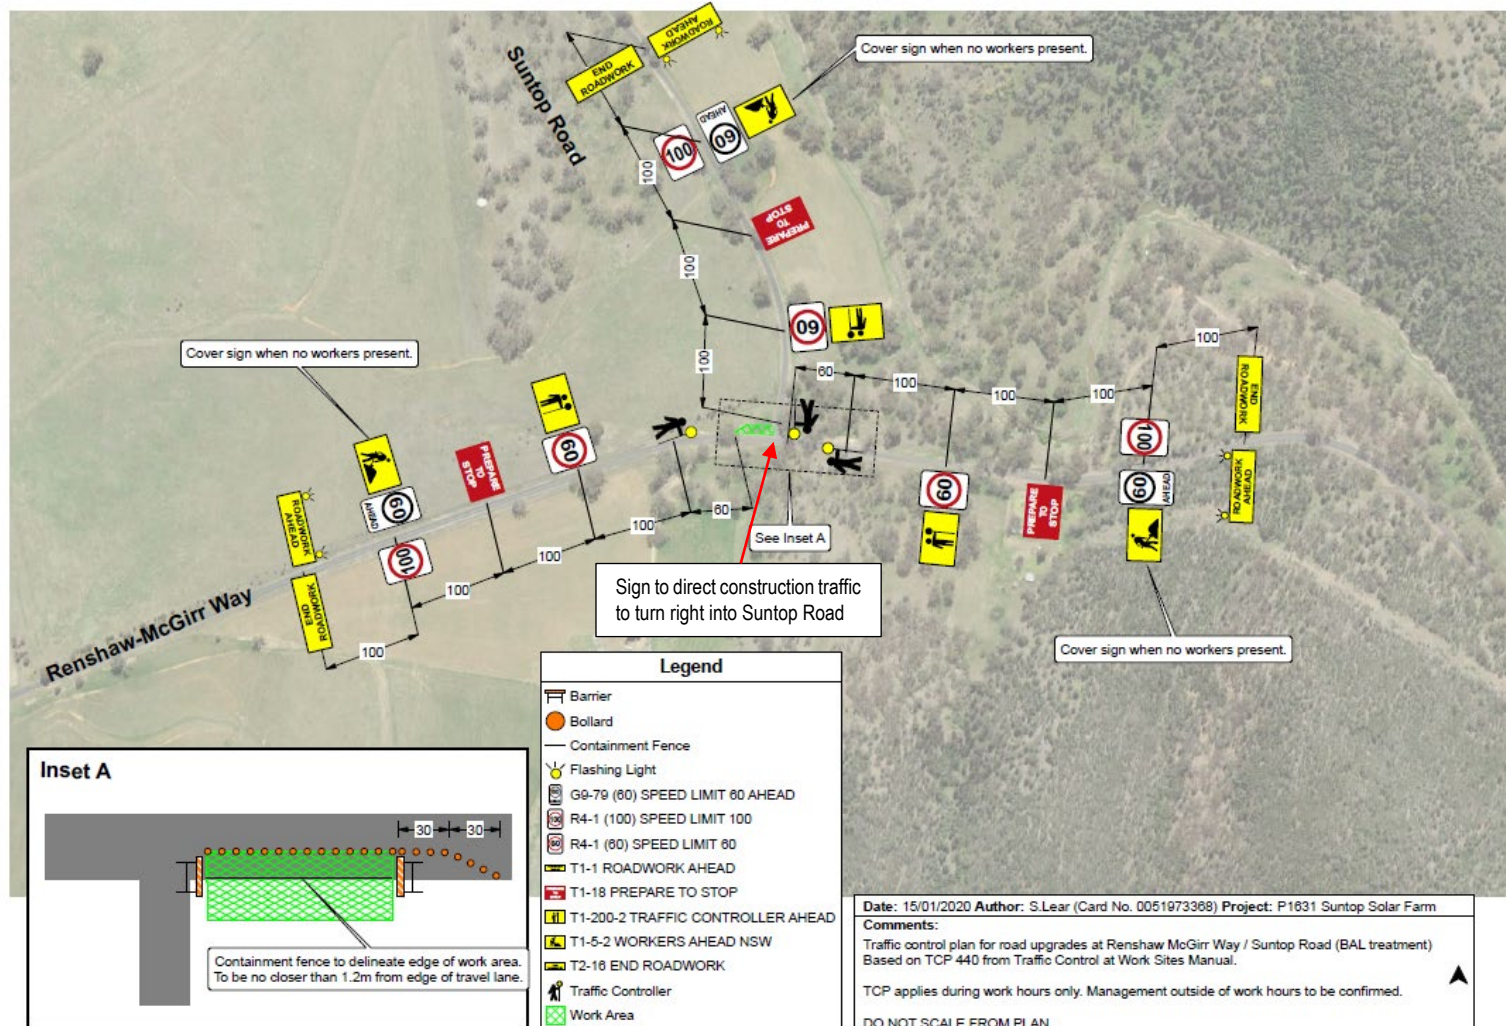 Suntop Road
ROADWORK
AHEAD
END
ROADWORK
Cover sign when no workers present.
100
60
AHEAD
100
PREPARE
TO
STOP
100
60
100
Cover sign when no workers present.
60
100
100
100
100
END
ROADWORK
ROADWORK
AHEAD
100
60
AHEAD
PREPARE
TO
STOP
60
60
PREPARE
TO
STOP
60
AHEAD
100
ROADWORK
AHEAD
END
ROADWORK
60
100
100
100
100
See Inset A
Sign to direct construction traffic
to turn right into Suntop Road
Cover sign when no workers present.
Renshaw-McGirr Way
Inset A
30
30
Containment fence to delineate edge of work area.
To be no closer than 1.2m from edge of travel lane.
Legend
Barrier
Bollard
Containment Fence
Flashing Light
G9-79 (60) SPEED LIMIT 60 AHEAD
R4-1 (100) SPEED LIMIT 100
R4-1 (60) SPEED LIMIT 60
T1-1 ROADWORK AHEAD
T1-18 PREPARE TO STOP
T1-200-2 TRAFFIC CONTROLLER AHEAD
T1-5-2 WORKERS AHEAD NSW
T2-16 END ROADWORK
Traffic Controller
Work Area
Date: 15/01/2020 Author: S.Lear (Card No. 0051973368) Project: P1631 Suntop Solar Farm
Comments:
Traffic control plan for road upgrades at Renshaw McGirr Way / Suntop Road (BAL treatment)
Based on TCP 440 from Traffic Control at Work Sites Manual.
TCP applies during work hours only. Management outside of work hours to be confirmed.
DO NOT SCALE FROM PLAN